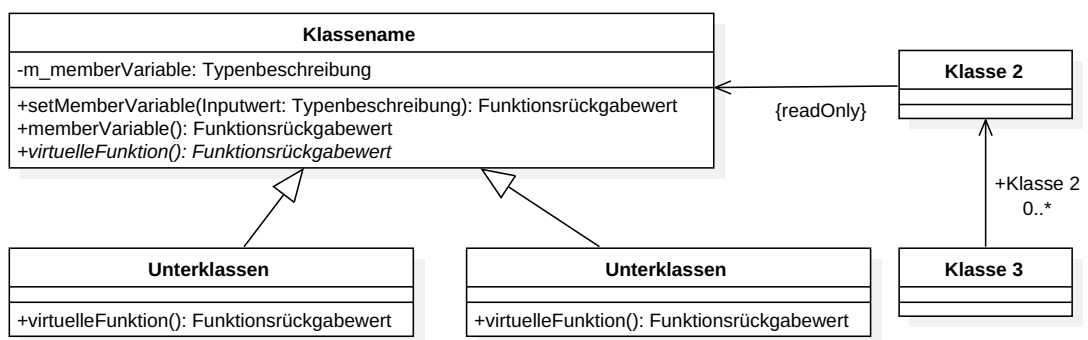 Klassename
-m_memberVariable: Typenbeschreibung
+setMemberVariable(Inputwert: Typenbeschreibung): Funktionsrückgabewert
+memberVariable(): Funktionsrückgabewert
+virtuelleFunktion(): Funktionsrückgabewert
{readOnly}
Klasse 2
+Klasse 2
0..*
Unterklassen
+virtuelleFunktion(): Funktionsrückgabewert
Unterklassen
+virtuelleFunktion(): Funktionsrückgabewert
Klasse 3